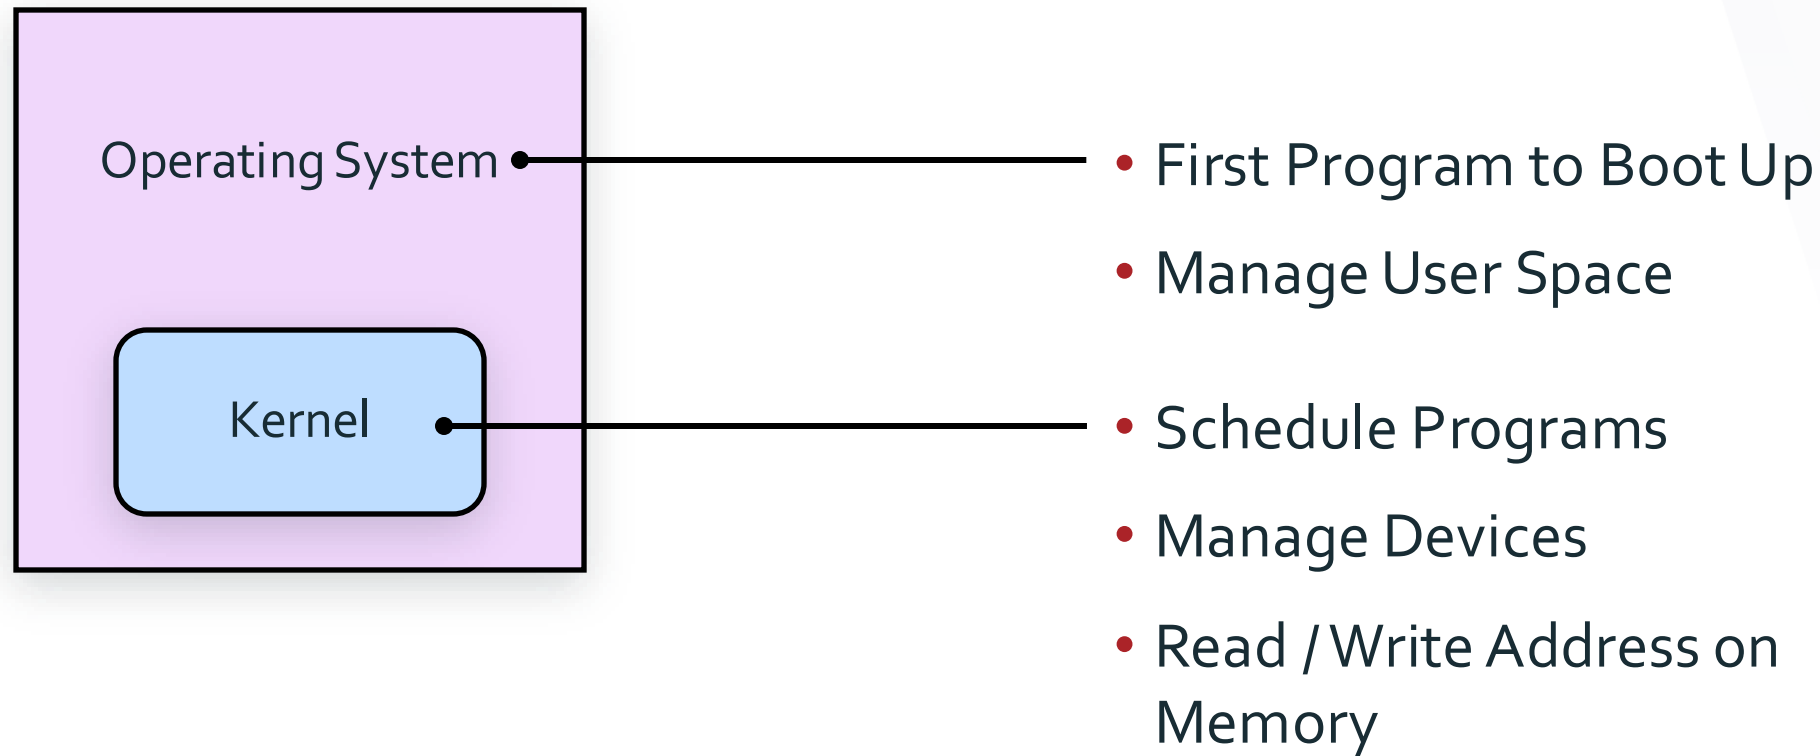 Operating System
• First Program to Boot Up
• Manage User Space
Kernel
• Schedule Programs
• Manage Devices
• Read / Write Address on
Memory